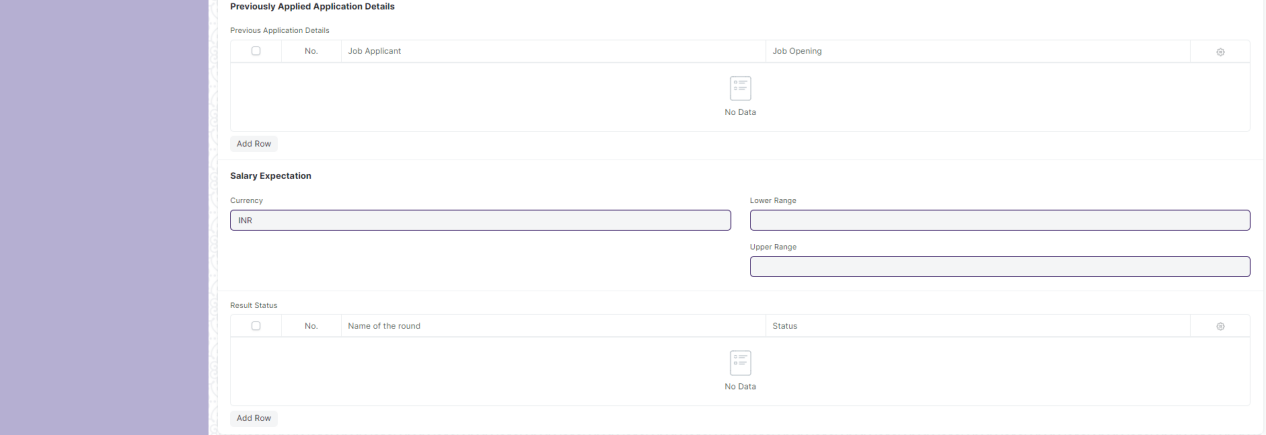 Previously Applied Application Details
Previous Application Details
No. Job Applicant Job Opening
No Data
Add Row
Salary Expectation
Currency Lower Range
INR
Upper Range
Result Status
No. Name of the round Status
No Data
Add Row